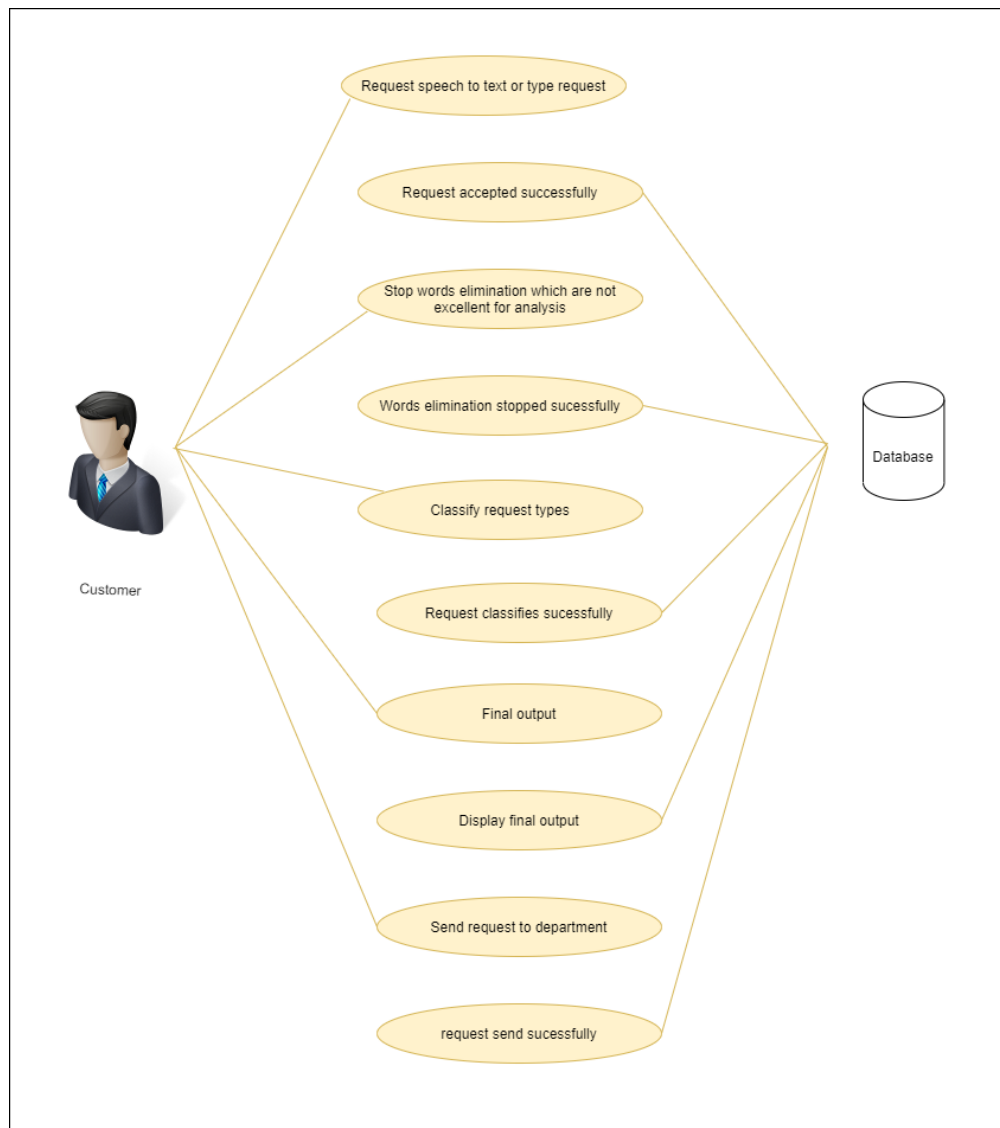 Request speech to text or type request
Request accepted successfully
Stop words elimination which are not
excellent for analysis
Words elimination stopped sucessfully
Database
Classify request types
Customer
Request classifies sucessfully
Final output
Display final output
Send request to department
request send sucessfully